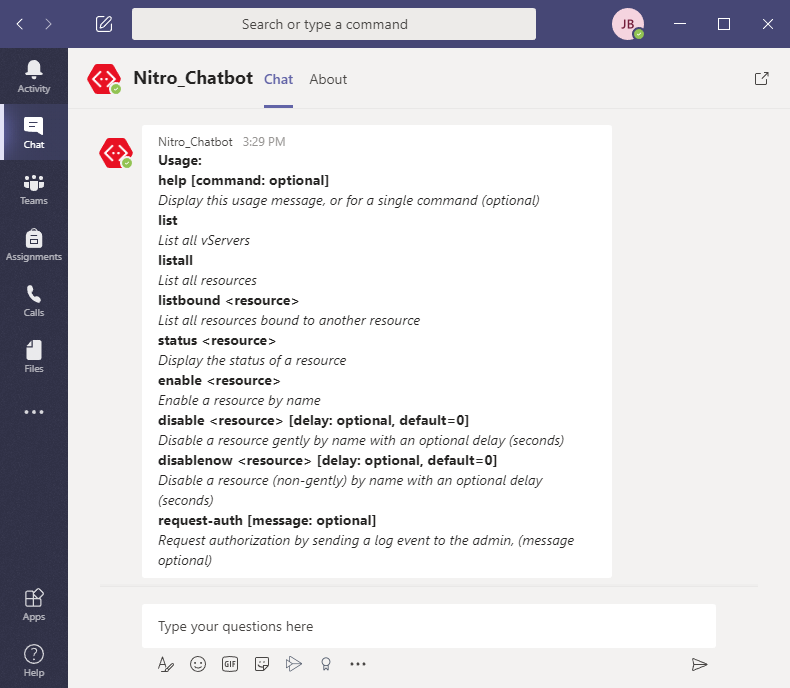 Search or type a command
JB
Activity
Chat
Teams
Assignments
Calls
Files
Apps
Help
Nitro_Chatbot Chat About
Nitro_Chatbot 3:29 PM
Usage:
help [command: optional]
Display this usage message, or for a single command (optional)
list
List all vServers
listall
List all resources
listbound <resource>
List all resources bound to another resource
status <resource>
Display the status of a resource
enable <resource>
Enable a resource by name
disable <resource> [delay: optional, default=0]
Disable a resource gently by name with an optional delay (seconds)
disablenow <resource> [delay: optional, default=0]
Disable a resource (non-gently) by name with an optional delay
(seconds)
request-auth [message: optional]
Request authorization by sending a log event to the admin, (message
optional)
Type your questions here
GIF